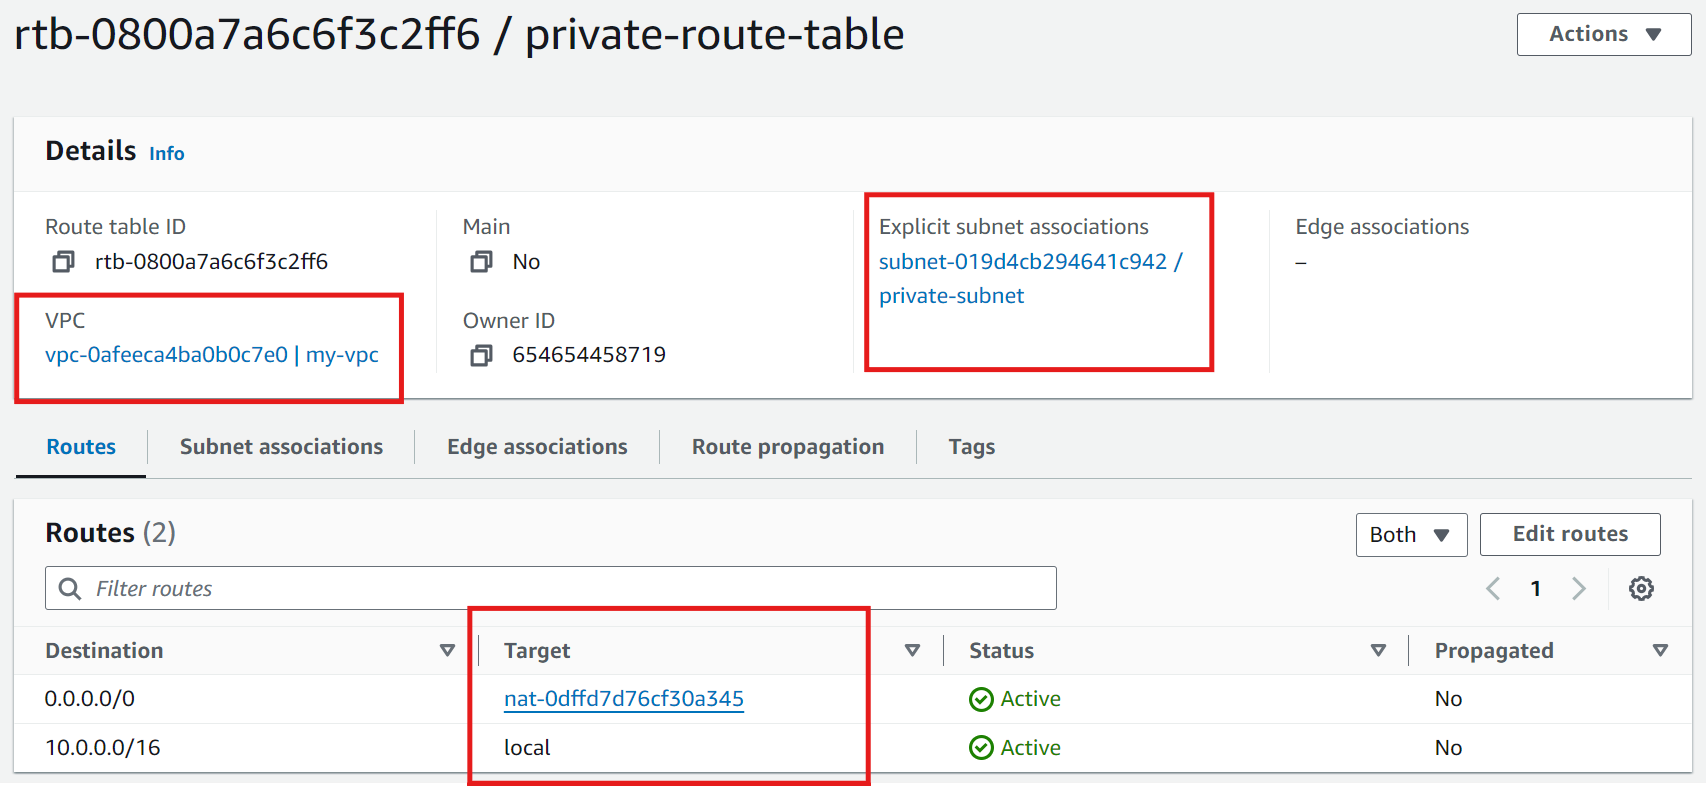 rtb-0800a7a6c6f3c2ff6 / private-route-table
Actions
Details Info
Route table ID
rtb-0800a7a6c6f3c2ff6
Main
No
Explicit subnet associations
subnet-019d4cb294641c942 /
private-subnet
Edge associations
–
VPC
vpc-0afeeca4ba0b0c7e0 | my-vpc
Owner ID
654654458719
Routes
Subnet associations
Edge associations
Route propagation
Tags
Routes (2)
Both
Edit routes
Filter routes
1
Destination Target Status Propagated
0.0.0.0/0 nat-0dffd7d76cf30a345 Active No
10.0.0.0/16 local Active No